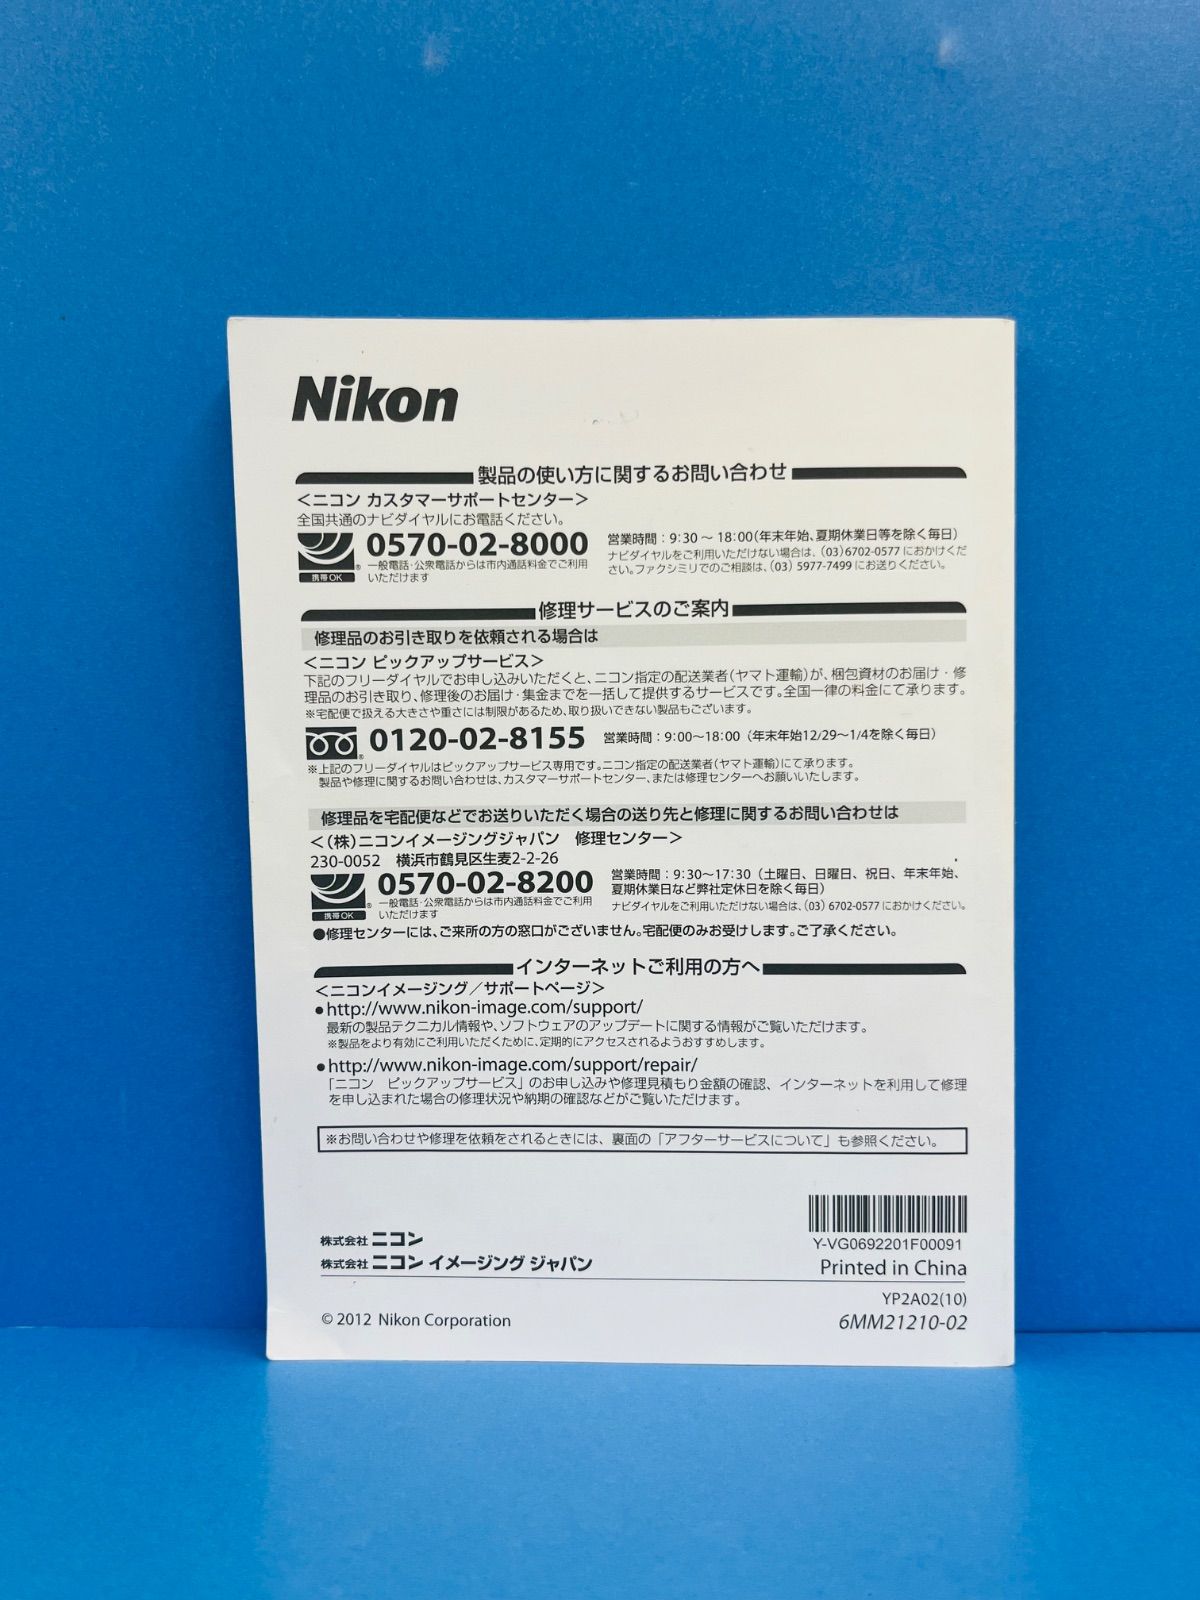 Nikon
製品の使い方に関するお問い合わせ
＜ニコン カスタマーサポートセンター＞
全国共通のナビダイヤルにお電話ください。
0570-02-8000
携帯OK
一般電話・公衆電話からは市内通話料金でご利用
いただけます
営業時間：9:30～18:00（年末年始、夏期休業日等を除く毎日）
ナビダイヤルをご利用いただけない場合は、（03）6702-0577 におかけくだ
さい。ファクシミリでのご相談は、（03）5977-7499 にお送りください。
修理サービスのご案内
修理品のお引き取りを依頼される場合は
＜ニコン ピックアップサービス＞
下記のフリーダイヤルでお申し込みいただくと、ニコン指定の配送業者（ヤマト運輸）が、梱包資材のお届け・修
理品のお引き取り、修理後のお届け・集金までを一括して提供するサービスです。全国一律の料金にて承ります。
※宅配便で扱える大きさや重さには制限があるため、取り扱いできない製品もございます。
0120-02-8155
営業時間：9:00～18:00（年末年始12/29～1/4を除く毎日）
※上記のフリーダイヤルはピックアップサービス専用です。ニコン指定の配送業者（ヤマト運輸）にて承ります。
製品や修理に関するお問い合わせは、カスタマーサポートセンター、または修理センターへお願いいたします。
修理品を宅配便などでお送りいただく場合の送り先と修理に関するお問い合わせは
＜（株）ニコンイメージングジャパン　修理センター＞
230-0052　横浜市鶴見区生麦2-2-26
0570-02-8200
携帯OK
一般電話・公衆電話からは市内通話料金でご利用
いただけます
営業時間：9:30～17:30（土曜日、日曜日、祝日、年末年始、
夏期休業日など弊社定休日を除く毎日）
ナビダイヤルをご利用いただけない場合は、（03）6702-0577におかけください。
●修理センターには、ご来所の方の窓口がございません。宅配便のみお受けします。ご了承ください。
インターネットご利用の方へ
＜ニコンイメージング／サポートページ＞
●http://www.nikon-image.com/support/
最新の製品テクニカル情報や、ソフトウェアのアップデートに関する情報がご覧いただけます。
※製品をより有効にご利用いただくために、定期的にアクセスされるようおすすめします。
●http://www.nikon-image.com/support/repair/
「ニコン　ピックアップサービス」のお申し込みや修理見積もり金額の確認、インターネットを利用して修理
を申し込まれた場合の修理状況や納期の確認などがご覧いただけます。
※お問い合わせや修理を依頼をされるときには、裏面の「アフターサービスについて」も参照ください。
Y-VG0692201F00091
Printed in China
株式会社 ニコン
株式会社 ニコン イメージング ジャパン
YP2A02(10)
6MM21210-02
© 2012 Nikon Corporation